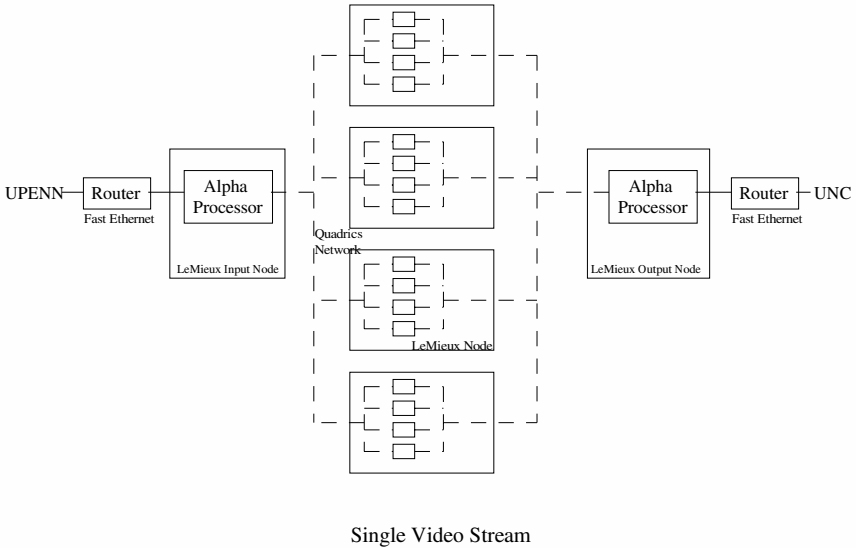 UPENN
Router
Fast Ethernet
Alpha
Processor
LeMieux Input Node
Quadrics
Network
LeMieux Node
Alpha
Processor
LeMieux Output Node
Router
Fast Ethernet
UNC
Single Video Stream